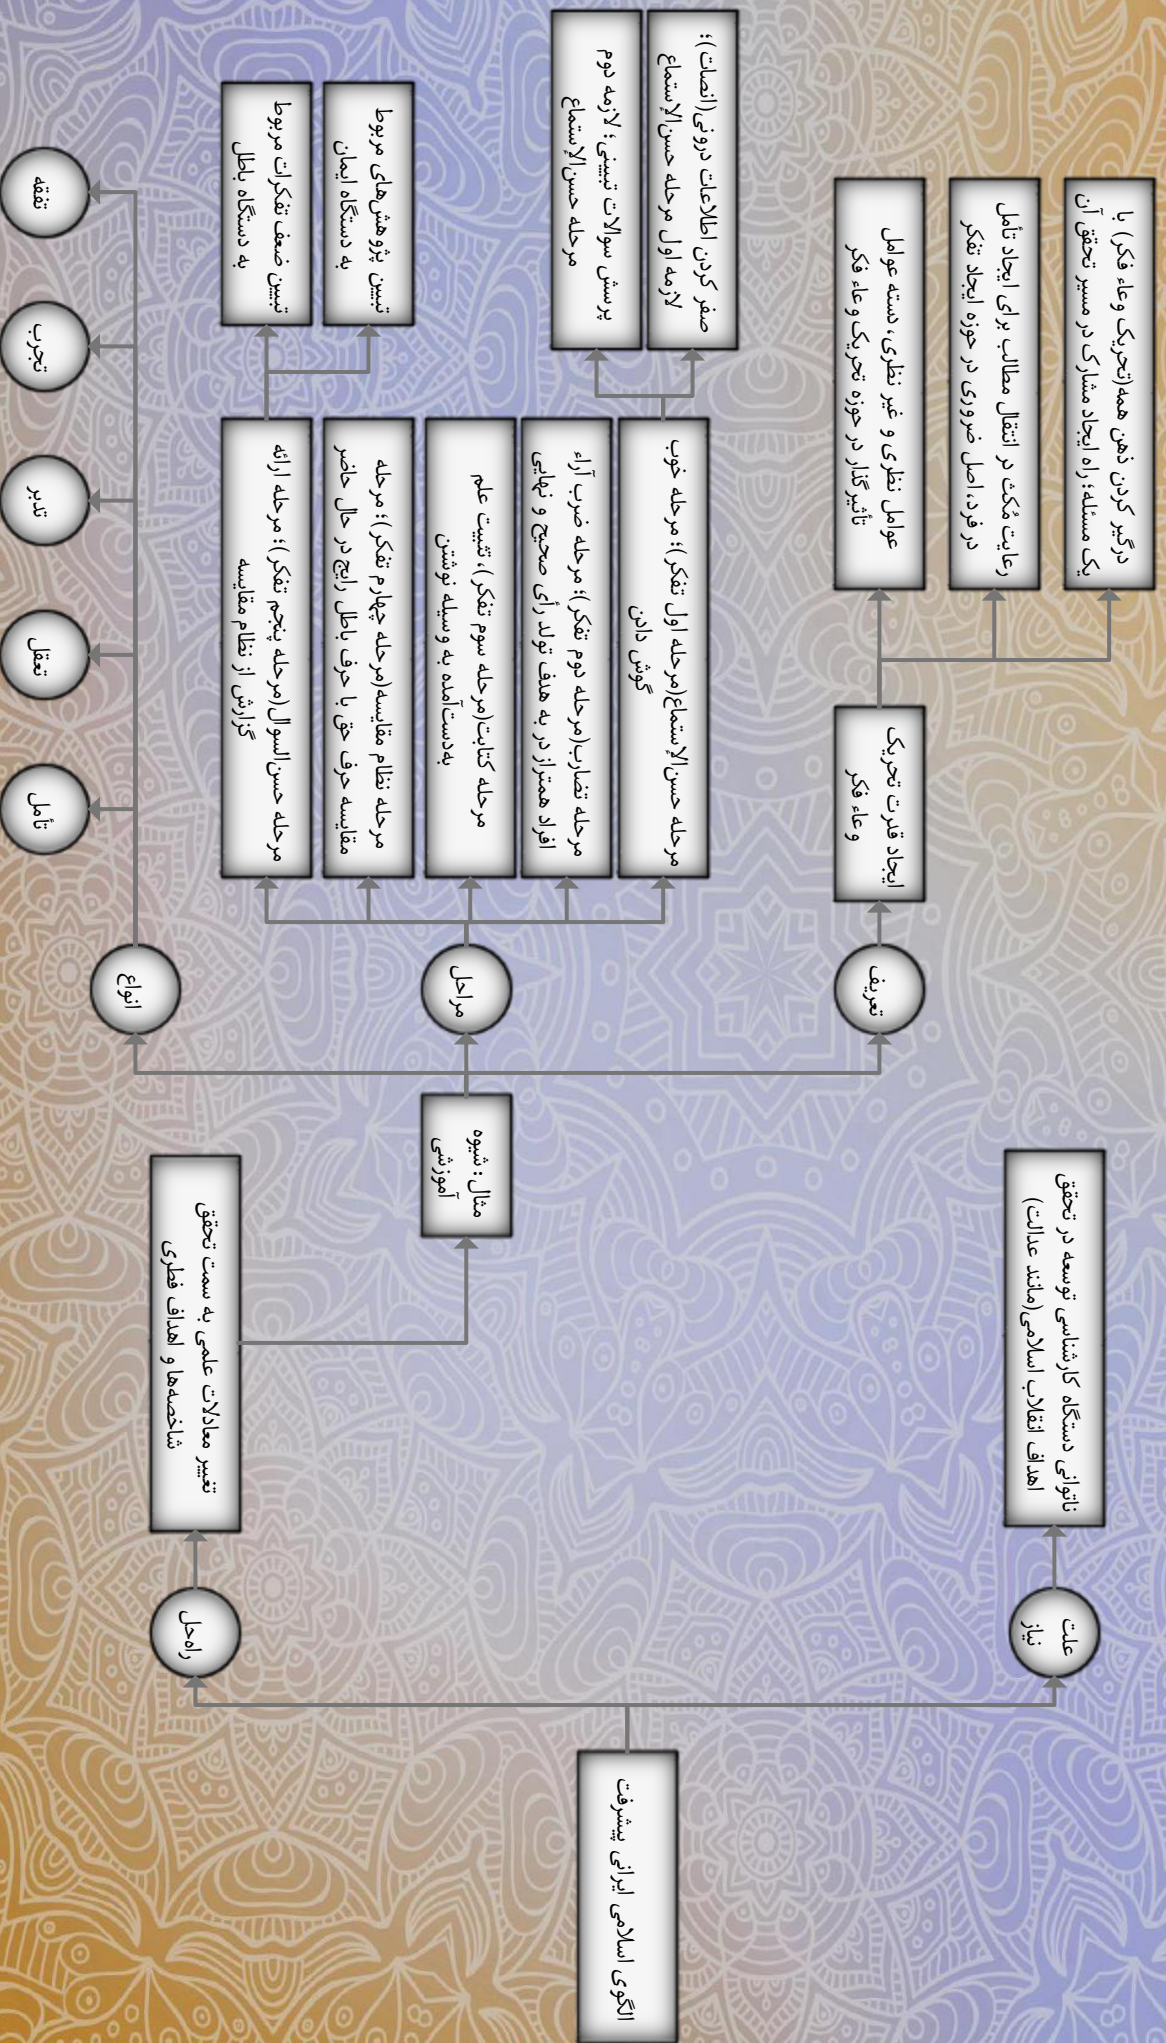 الگوی اسلامی ایرانی پیشرفت
علت
نیاز
ناتوانی دستگاه کارشناسی توسعه در تحقق
اهداف انقلاب اسلامی(مانند عدالت)
راه‌حل
تغییر معادلات علمی به سمت تحقق
شاخصه‌ها و اهداف فطری
مثال: شیوه
آموزشی
تعریف
ایجاد قدرت تحریک
وعاء فکر
درگیر کردن ذهن همه(تحریک وعاء فکر) با
یک مسئله؛ راه ایجاد مشارک در مسیر تحقق آن
رعایت مُکث در انتقال مطالب برای ایجاد تأمل
در فرد، اصل ضروری در حوزه ایجاد تفکر
عوامل نظری و غیر نظری، دسته عوامل
تأثیرگذار در حوزه تحریک وعاء فکر
مراحل
مرحله حسن‌الإستماع(مرحله اول تفکر)؛ مرحله خوب
گوش دادن
صفر کردن اطلاعات درونی(انصات)؛
لازمه اول مرحله حسن‌الإستماع
پرسش سوالات تبیینی؛ لازمه دوم
مرحله حسن‌الإستماع
مرحله تضارب(مرحله دوم تفکر)؛ مرحله ضرب آراء
افراد همتراز در به هدف تولد رأی صحیح و نهایی
مرحله کتابت(مرحله سوم تفکر)، تثبیت علم
به‌دست‌آمده به وسیله نوشتن
مرحله نظام مقایسه(مرحله چهارم تفکر)؛ مرحله
مقایسه حرف حق با حرف باطل رایج در حال حاضر
مرحله حسن‌السوال(مرحله پنجم تفکر)؛ مرحله ارائه
گزارش از نظام مقایسه
تبیین پژوهش‌های مربوط
به دستگاه ایمان
تبیین ضعف تفکرات مربوط
به دستگاه باطل
انواع
تأمل
تعقل
تدبر
تجرب
تفقه